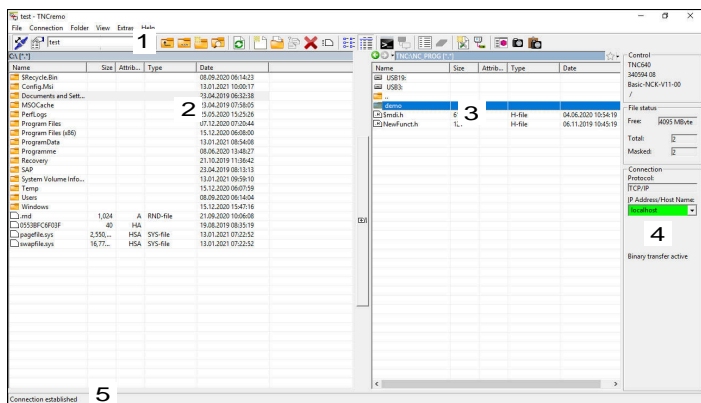 test - TNCremo
File Connection Folder View Extras Help
test 1
C:\ [*.*]
Name Size Attrib... Type Date
$Recycle.Bin 08.09.2020 06:14:23
Config.Msi 13.01.2021 10:00:17
Documents and Sett... 23.04.2019 06:32:38
MSOCache 23.04.2019 07:58:05
PerfLogs 15:25:26
Program Files 07.12.2020 07:20:44
Program Files (x86) 15.12.2020 06:08:00
ProgramData 13.01.2021 08:54:08
Programme 08.06.2020 13:48:27
Recovery 21.10.2019 11:36:42
SAP 23.04.2019 08:13:13
System Volume Info... 13.01.2021 09:59:10
Temp 15.12.2020 06:07:59
Users 08.09.2020 06:14:04
Windows 15.12.2020 15:47:16
.rnd 1,024 A RND-file 21.09.2020 10:06:08
0553BFC6F03F 40 HA 19.08.2019 08:35:19
pagefile.sys 2,550,... HSA SYS-file 13.01.2021 07:22:52
swapfile.sys 16,77... HSA SYS-file 13.01.2021 07:22:52
2
TNC:\NC_PROG [*.*]
Name Size Attrib... Type Date
USB19:
USB3:
..
demo
$mdi.h H-file 04.06.2020 10:54:19
NewFunct.h H-file 06.11.2019 10:45:19
3
Control
TNC640
340594 08
Basic-NCK-V11-00
/
File status
Free: 4095 MByte
Total: 2
Masked: 2
Connection
Protocol:
TCP/IP
IP Address/Host Name:
localhost
4
Binary transfer active
Connection established 5